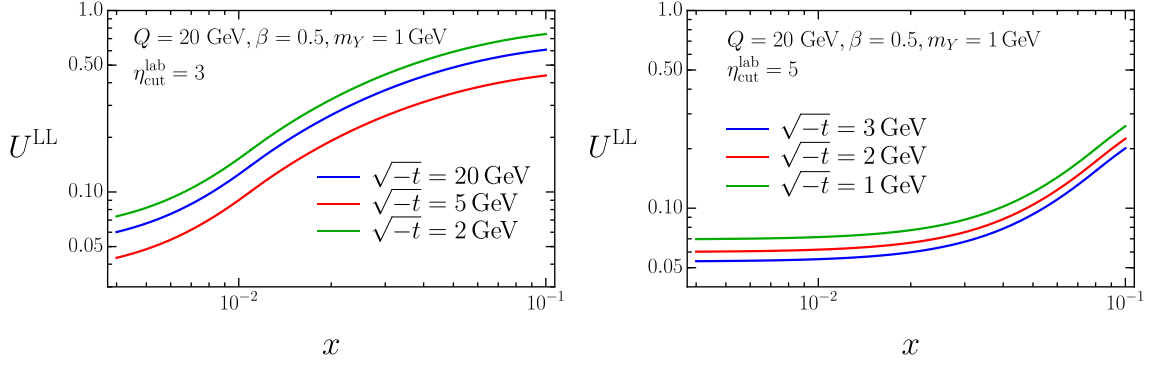 1.0
0.50
0.10
0.05
U^LL
Q = 20 GeV, β = 0.5, m_Y = 1 GeV
η_cut^lab = 3
√−t = 20 GeV
√−t = 5 GeV
√−t = 2 GeV
10^−2
10^−1
x
1.0
0.50
0.10
0.05
U^LL
Q = 20 GeV, β = 0.5, m_Y = 1 GeV
η_cut^lab = 5
√−t = 3 GeV
√−t = 2 GeV
√−t = 1 GeV
10^−2
10^−1
x